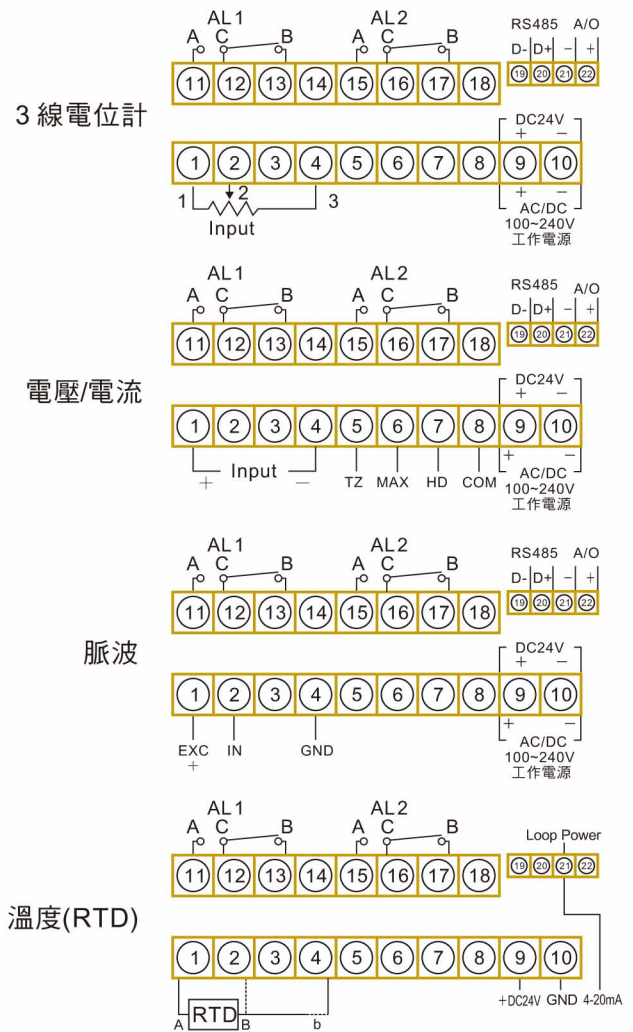 AL1 AL2
A C B A C B
RS485 A/O
D- D+ − +
11 12 13 14 15 16 17 18
19 20 21 22
3 線電位計
DC24V
+ −
1 2 3 4 5 6 7 8 9 10
1 2 3
Input
+ −
AC/DC
100~240V
工作電源
AL1 AL2
A C B A C B
RS485 A/O
D- D+ − +
11 12 13 14 15 16 17 18
19 20 21 22
電壓/電流
DC24V
+ −
1 2 3 4 5 6 7 8 9 10
+ Input − TZ MAX HD COM
+ −
AC/DC
100~240V
工作電源
AL1 AL2
A C B A C B
RS485 A/O
D- D+ − +
11 12 13 14 15 16 17 18
19 20 21 22
脈波
DC24V
+ −
1 2 3 4 5 6 7 8 9 10
EXC IN GND
+
+ −
AC/DC
100~240V
工作電源
AL1 AL2
A C B A C B
Loop Power
11 12 13 14 15 16 17 18
19 20 21 22
溫度(RTD)
1 2 3 4 5 6 7 8 9 10
+DC24V GND 4-20mA
A RTD B b